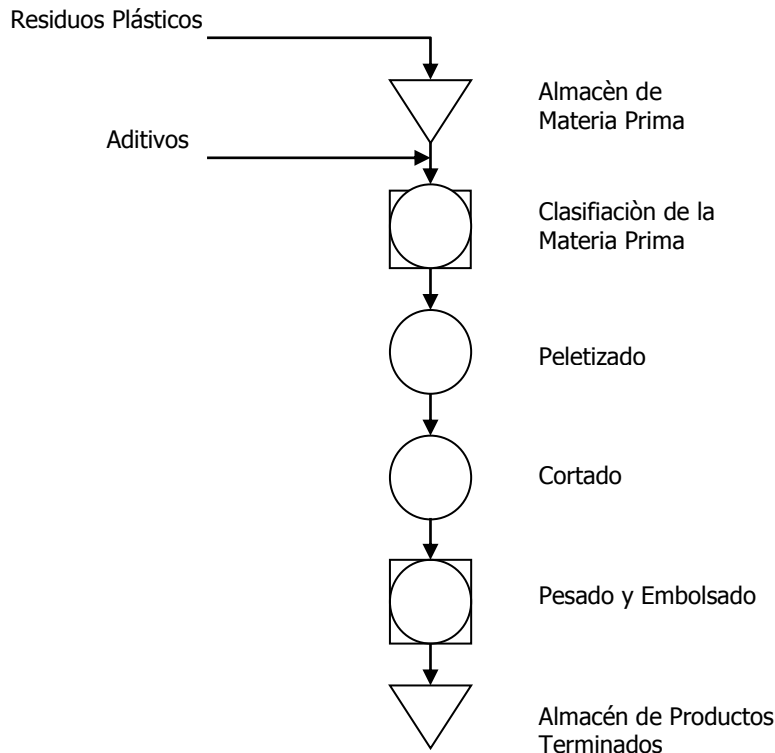 Residuos Plásticos
Almacèn de
Materia Prima
Aditivos
Clasifiaciòn de la
Materia Prima
Peletizado
Cortado
Pesado y Embolsado
Almacén de Productos
Terminados